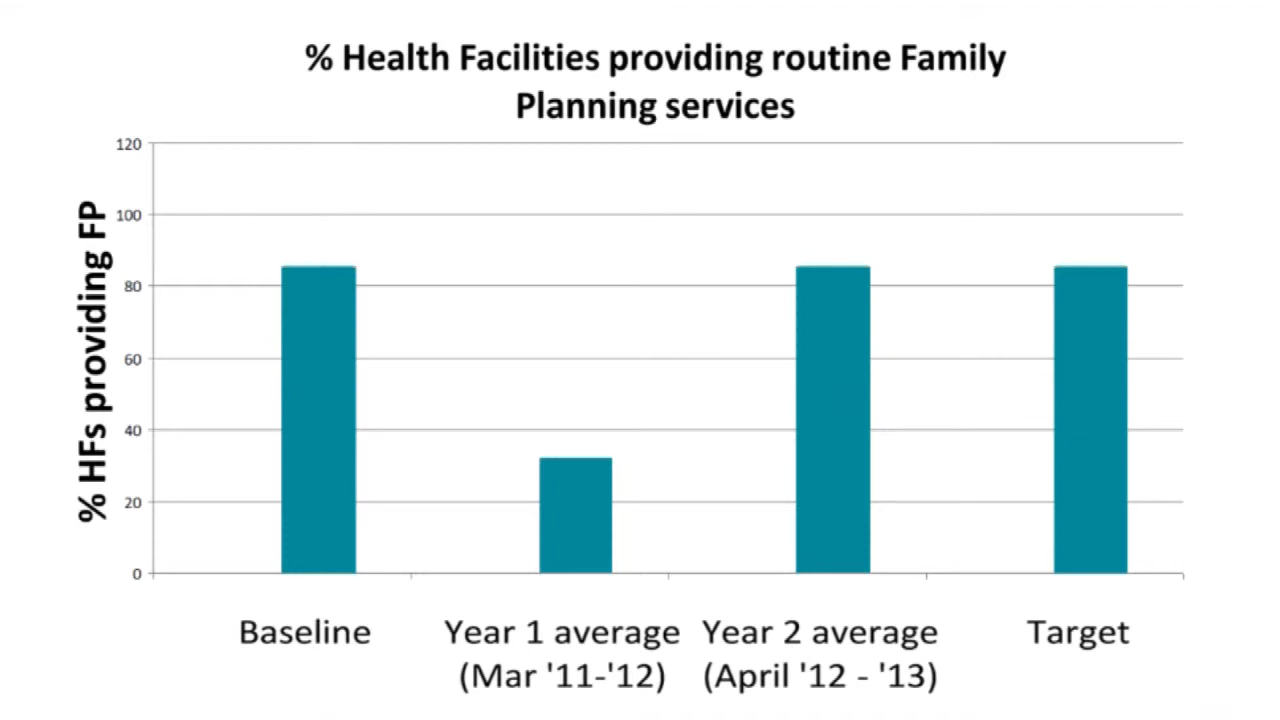 % Health Facilities providing routine Family
Planning services
% HFs providing FP
120
100
80
60
40
20
0
Baseline
Year 1 average
(Mar '11-'12)
Year 2 average
(April '12 - '13)
Target